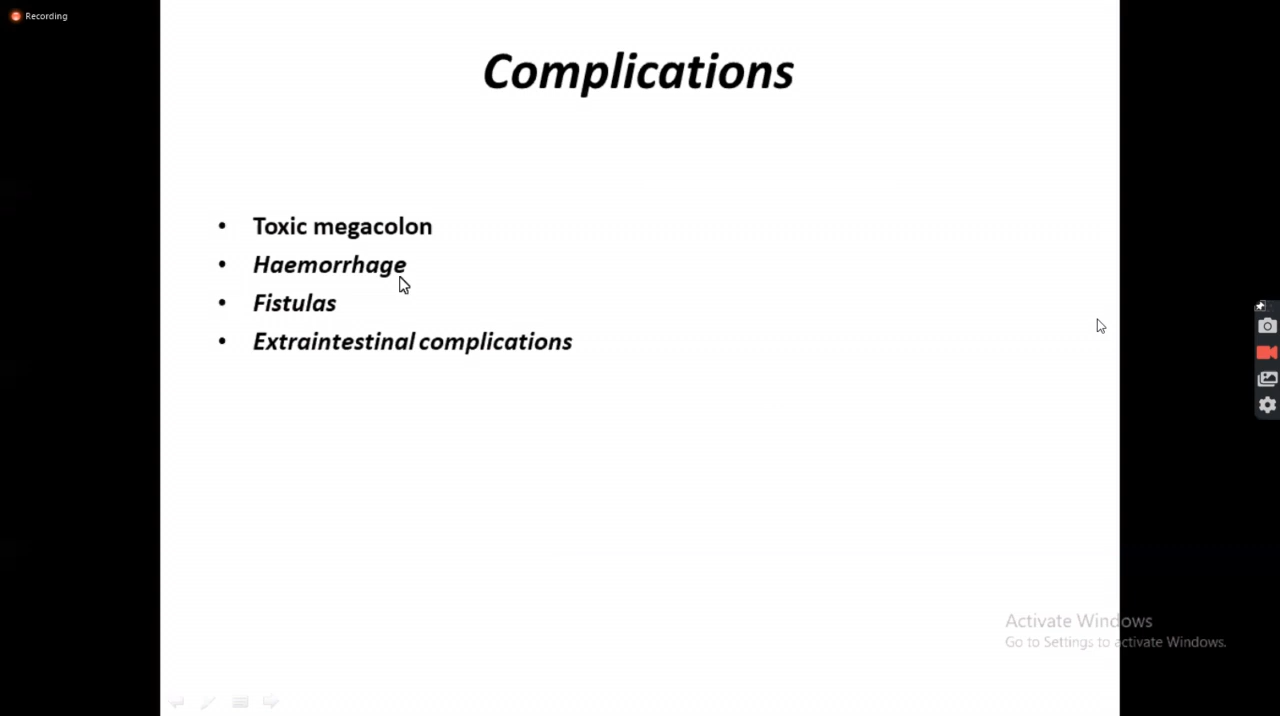 Recording
Complications
• Toxic megacolon
• Haemorrhage
• Fistulas
• Extraintestinal complications
Activate Windows
Go to Settings to activate Windows.